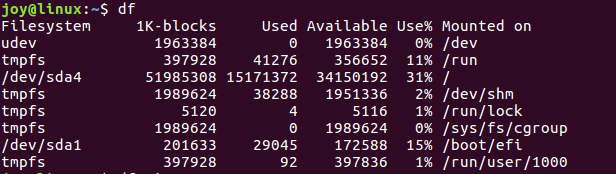 joy@linux:~$ df
Filesystem     1K-blocks     Used Available Use% Mounted on
udev             1963384        0   1963384   0% /dev
tmpfs             397928    41276    356652  11% /run
/dev/sda4       51985308 15171372  34150192  31% /
tmpfs            1989624    38288   1951336   2% /dev/shm
tmpfs               5120        4      5116   1% /run/lock
tmpfs            1989624        0   1989624   0% /sys/fs/cgroup
/dev/sda1         201633    29045    172588  15% /boot/efi
tmpfs             397928       92    397836   1% /run/user/1000